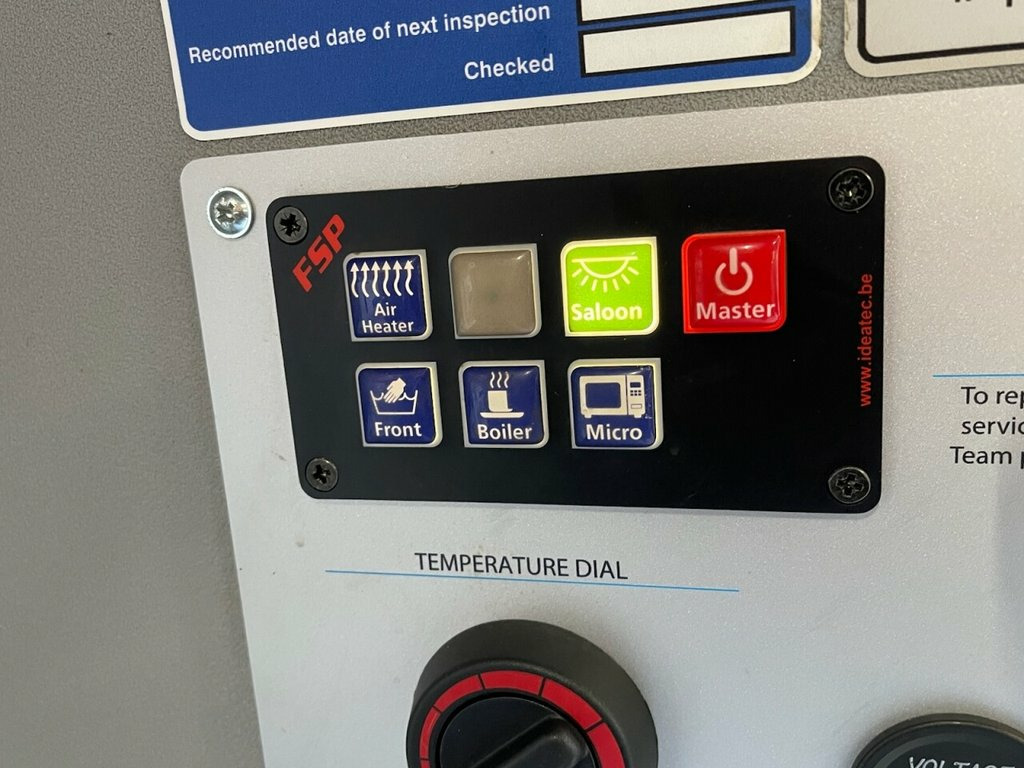 Recommended date of next inspection
Checked
FSP
Air
Heater
Saloon
Master
Front
Boiler
Micro
www.ideatec.be
To rep
servic
Team p
TEMPERATURE DIAL
VOLTAGE